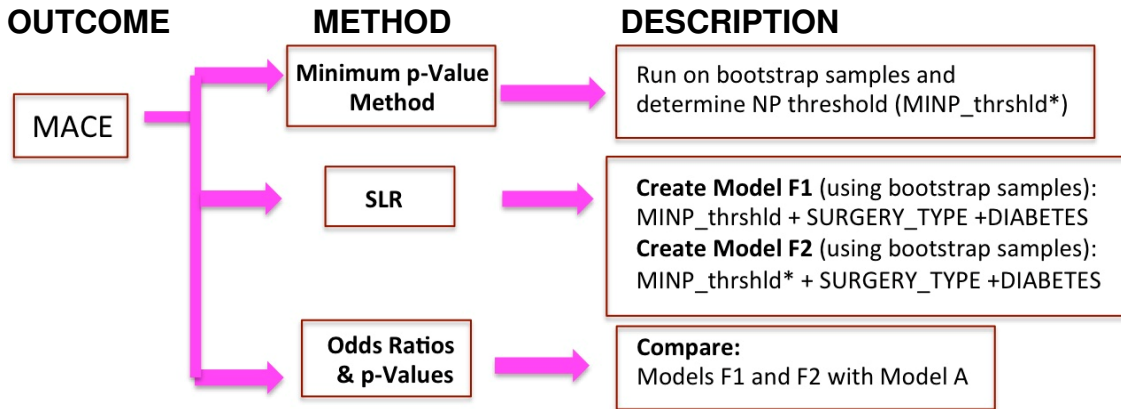 OUTCOME METHOD DESCRIPTION
MACE
Minimum p-Value
Method
Run on bootstrap samples and
determine NP threshold (MINP_thrshld*)
SLR
Create Model F1 (using bootstrap samples):
MINP_thrshld + SURGERY_TYPE +DIABETES
Create Model F2 (using bootstrap samples):
MINP_thrshld* + SURGERY_TYPE +DIABETES
Odds Ratios
& p-Values
Compare:
Models F1 and F2 with Model A